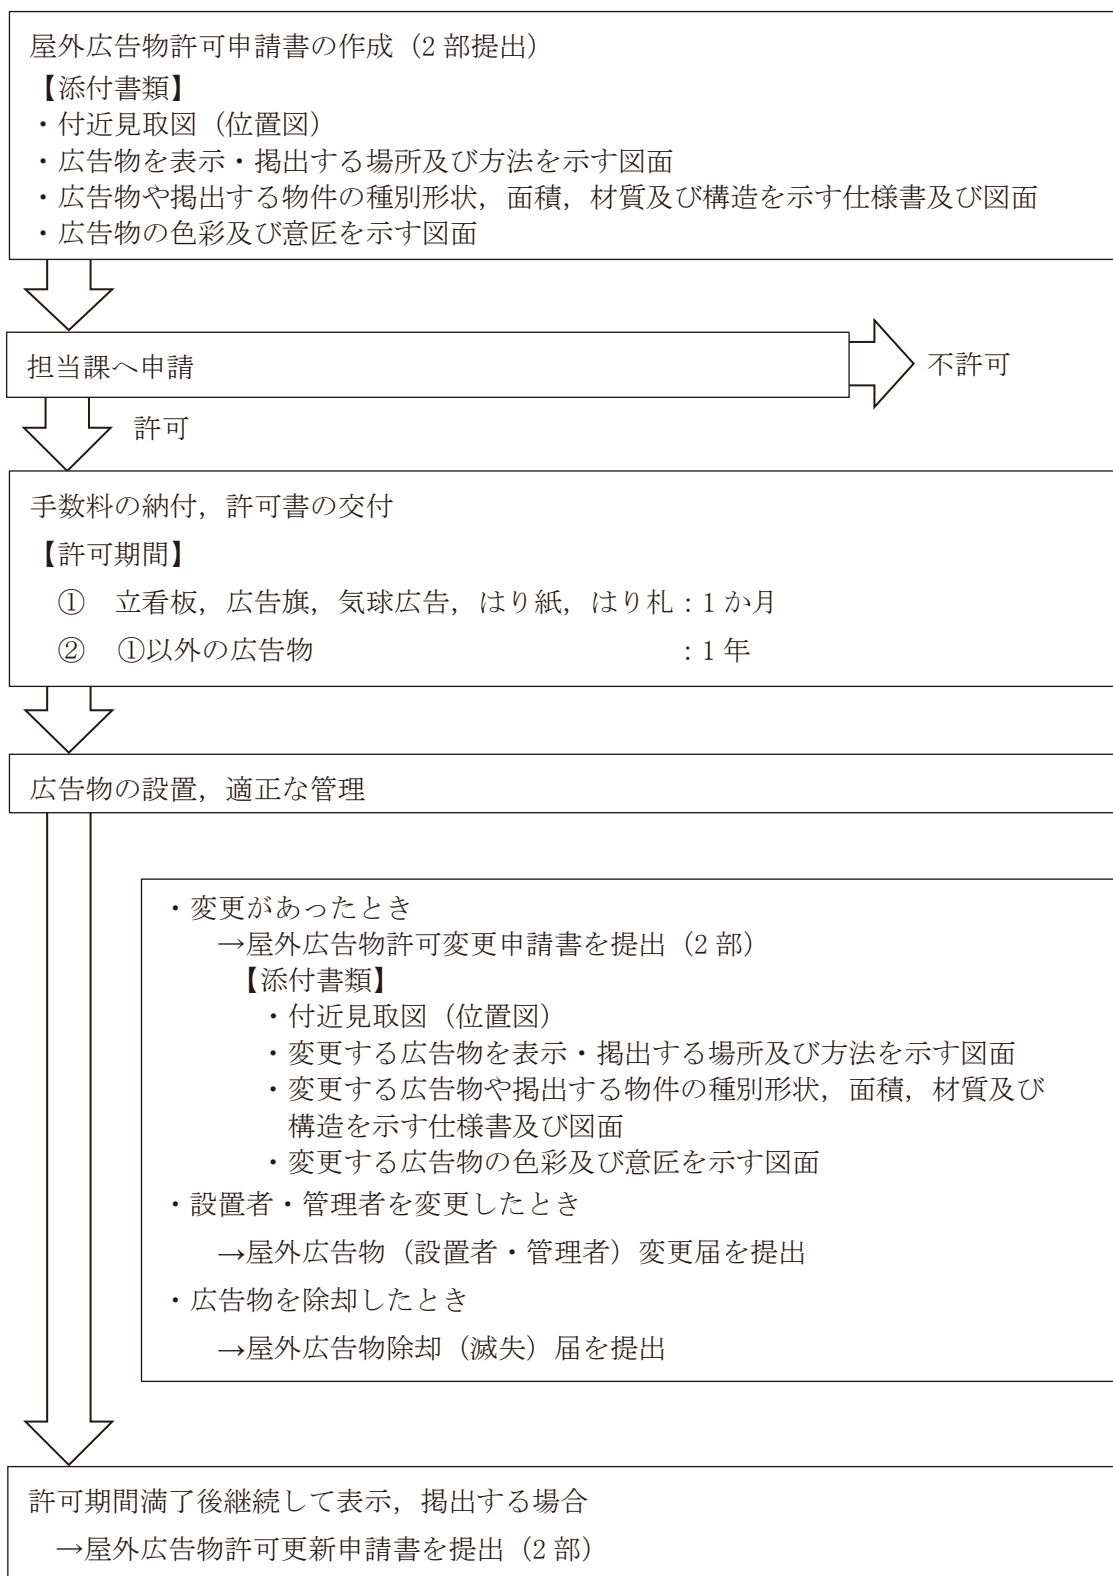 屋外広告物許可申請書の作成（2 部提出）
【添付書類】
・付近見取図（位置図）
・広告物を表示・掲出する場所及び方法を示す図面
・広告物や掲出する物件の種別形状，面積，材質及び構造を示す仕様書及び図面
・広告物の色彩及び意匠を示す図面
担当課へ申請
不許可
許可
手数料の納付，許可書の交付
【許可期間】
① 立看板，広告旗，気球広告，はり紙，はり札：1 か月
② ①以外の広告物 ：1 年
広告物の設置，適正な管理
・変更があったとき
→屋外広告物許可変更申請書を提出（2 部）
【添付書類】
・付近見取図（位置図）
・変更する広告物を表示・掲出する場所及び方法を示す図面
・変更する広告物や掲出する物件の種別形状，面積，材質及び
構造を示す仕様書及び図面
・変更する広告物の色彩及び意匠を示す図面
・設置者・管理者を変更したとき
→屋外広告物（設置者・管理者）変更届を提出
・広告物を除却したとき
→屋外広告物除却（滅失）届を提出
許可期間満了後継続して表示，掲出する場合
→屋外広告物許可更新申請書を提出（2 部）